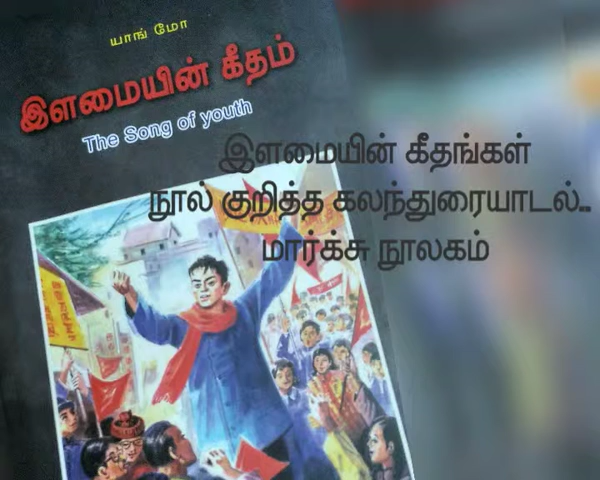 யாங் மோ
இளமையின் கீதம்
The Song of youth
இளமையின் கீதங்கள்
நூல் குறித்த கலந்துரையாடல்..
மார்க்சு நூலகம்